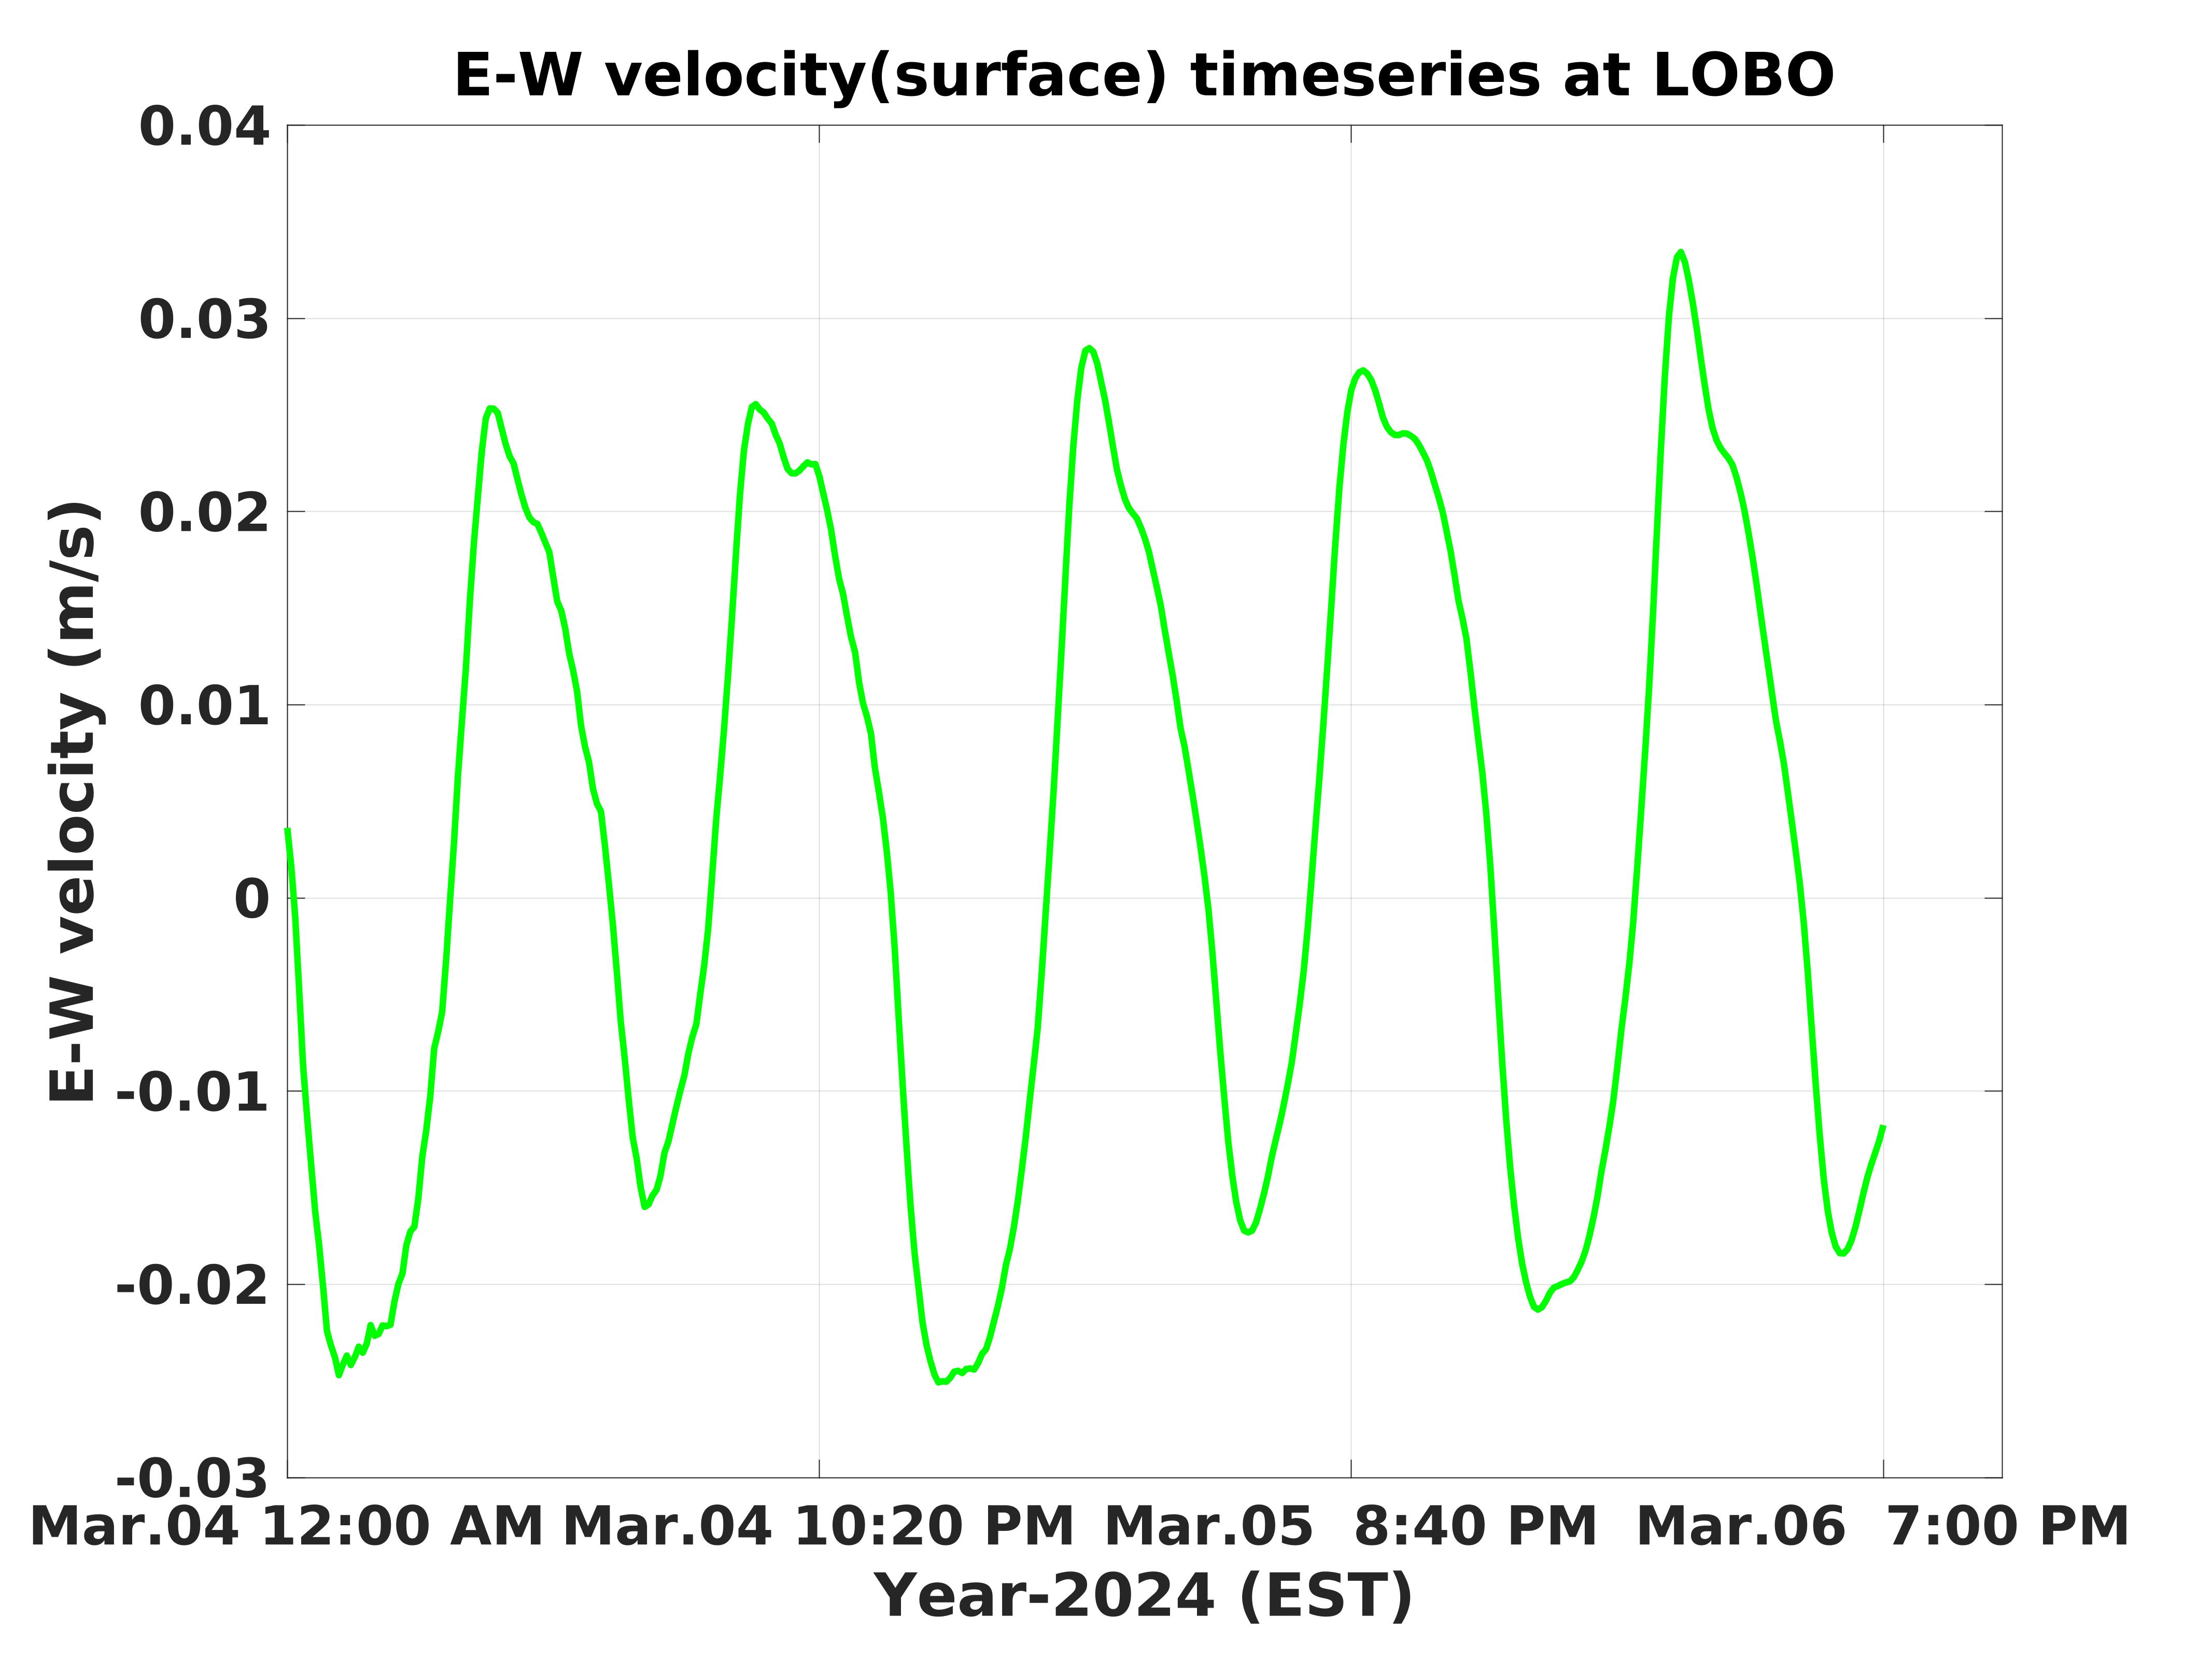 E-W velocity(surface) timeseries at LOBO
0.04
0.03
0.02
0.01
0
-0.01
-0.02
-0.03
E-W velocity (m/s)
Mar.04 12:00 AM Mar.04 10:20 PM Mar.05 8:40 PM Mar.06 7:00 PM
Year-2024 (EST)